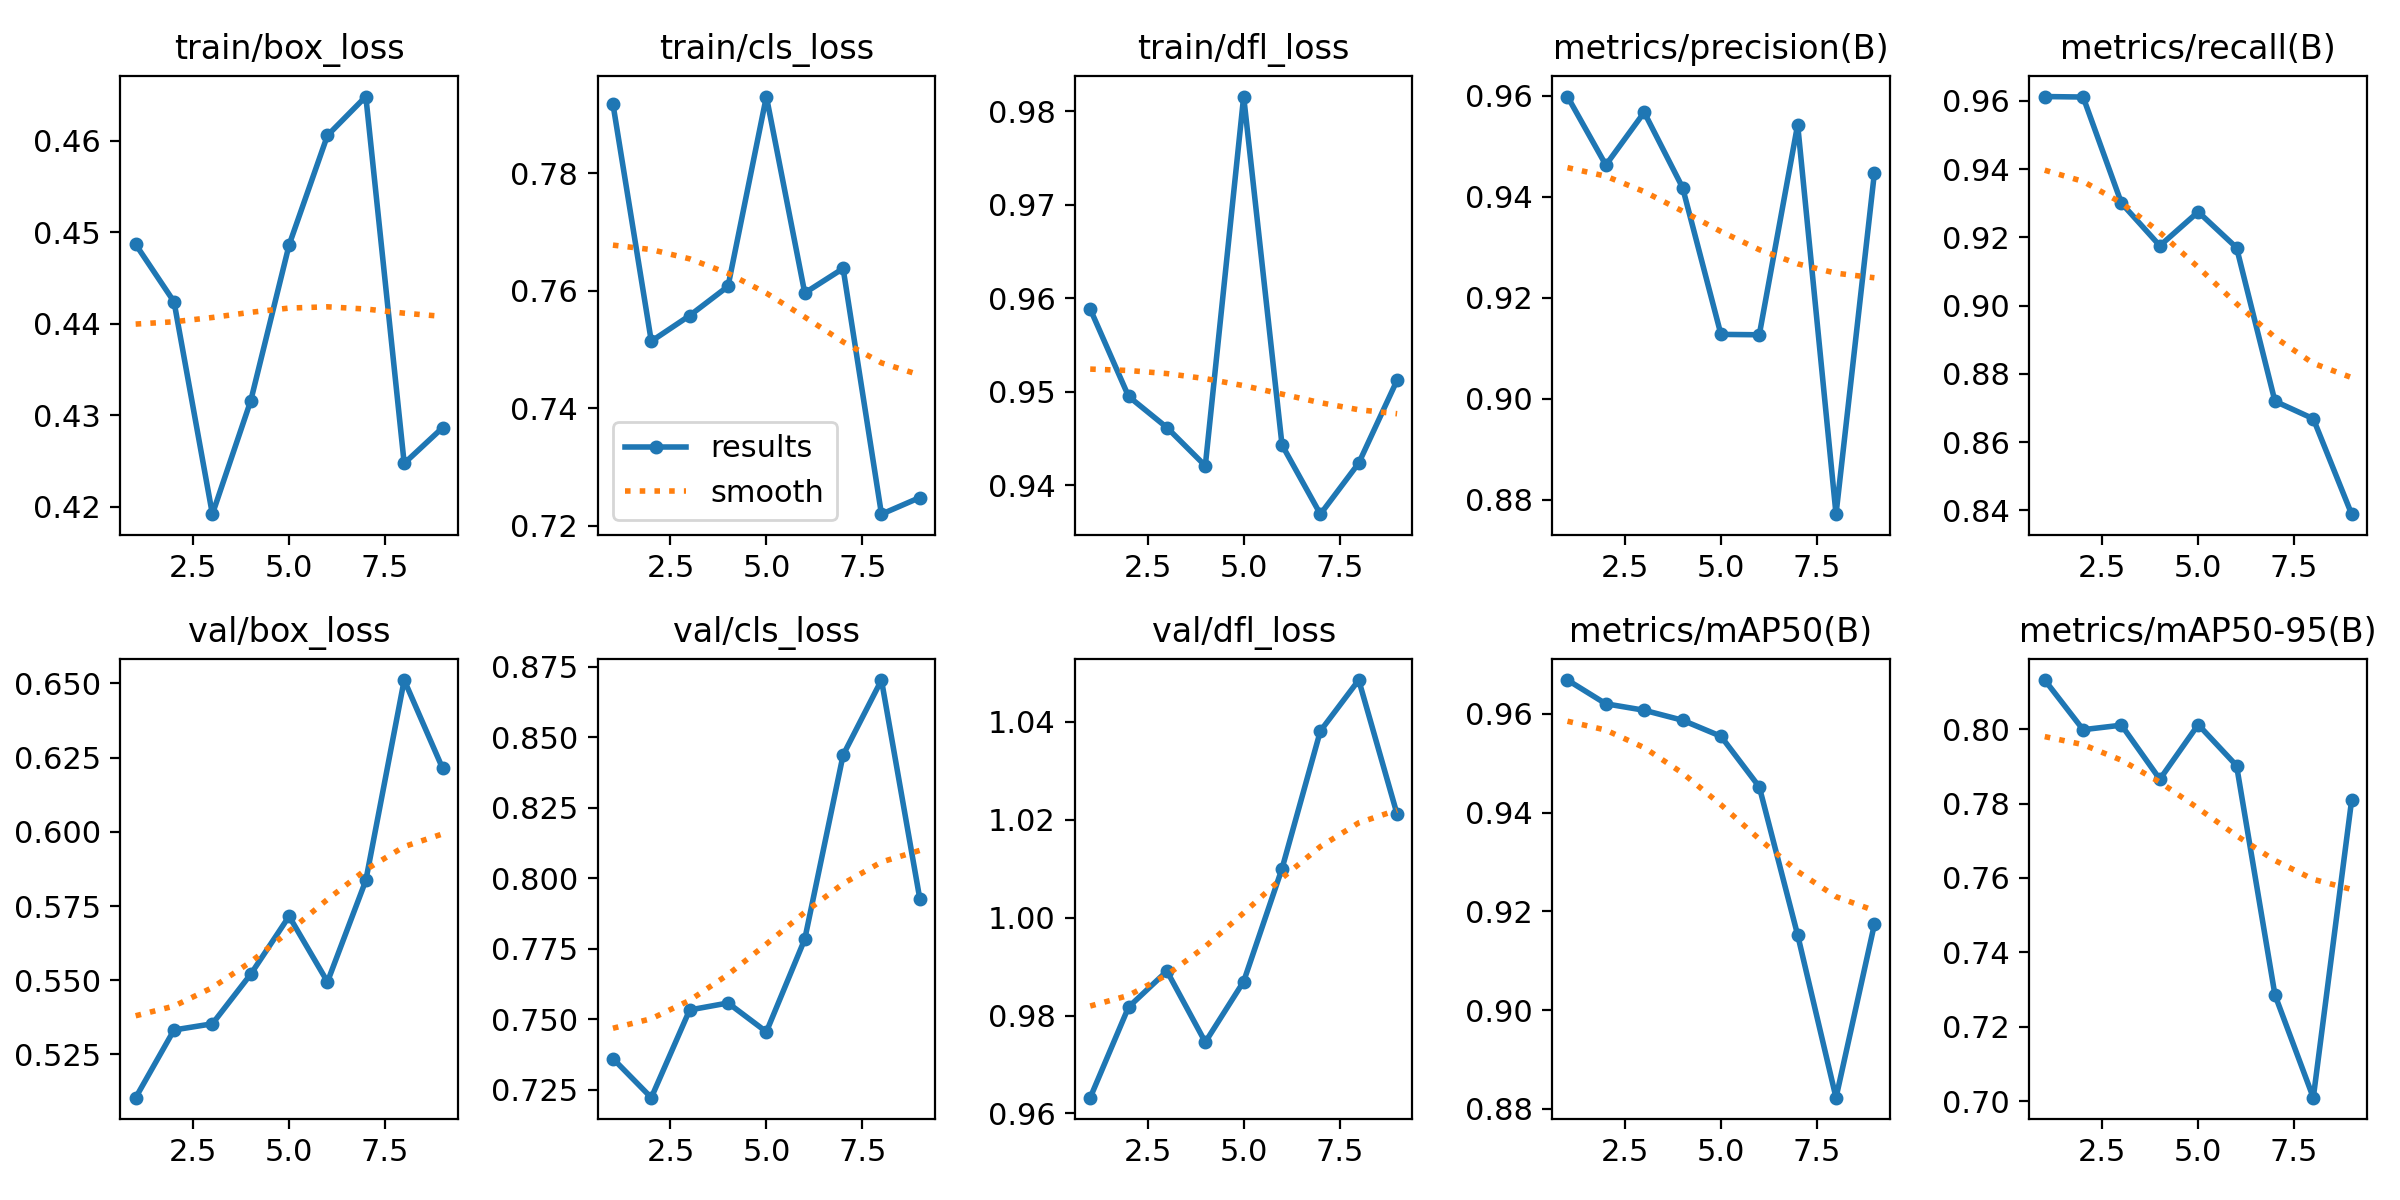 train/box_loss
0.46
0.45
0.44
0.43
0.42
2.5 5.0 7.5
train/cls_loss
0.78
0.76
0.74
0.72
results
smooth
2.5 5.0 7.5
train/dfl_loss
0.98
0.97
0.96
0.95
0.94
2.5 5.0 7.5
metrics/precision(B)
0.96
0.94
0.92
0.90
0.88
2.5 5.0 7.5
metrics/recall(B)
0.96
0.94
0.92
0.90
0.88
0.86
0.84
2.5 5.0 7.5
val/box_loss
0.650
0.625
0.600
0.575
0.550
0.525
2.5 5.0 7.5
val/cls_loss
0.875
0.850
0.825
0.800
0.775
0.750
0.725
2.5 5.0 7.5
val/dfl_loss
1.04
1.02
1.00
0.98
0.96
2.5 5.0 7.5
metrics/mAP50(B)
0.96
0.94
0.92
0.90
0.88
2.5 5.0 7.5
metrics/mAP50-95(B)
0.80
0.78
0.76
0.74
0.72
0.70
2.5 5.0 7.5